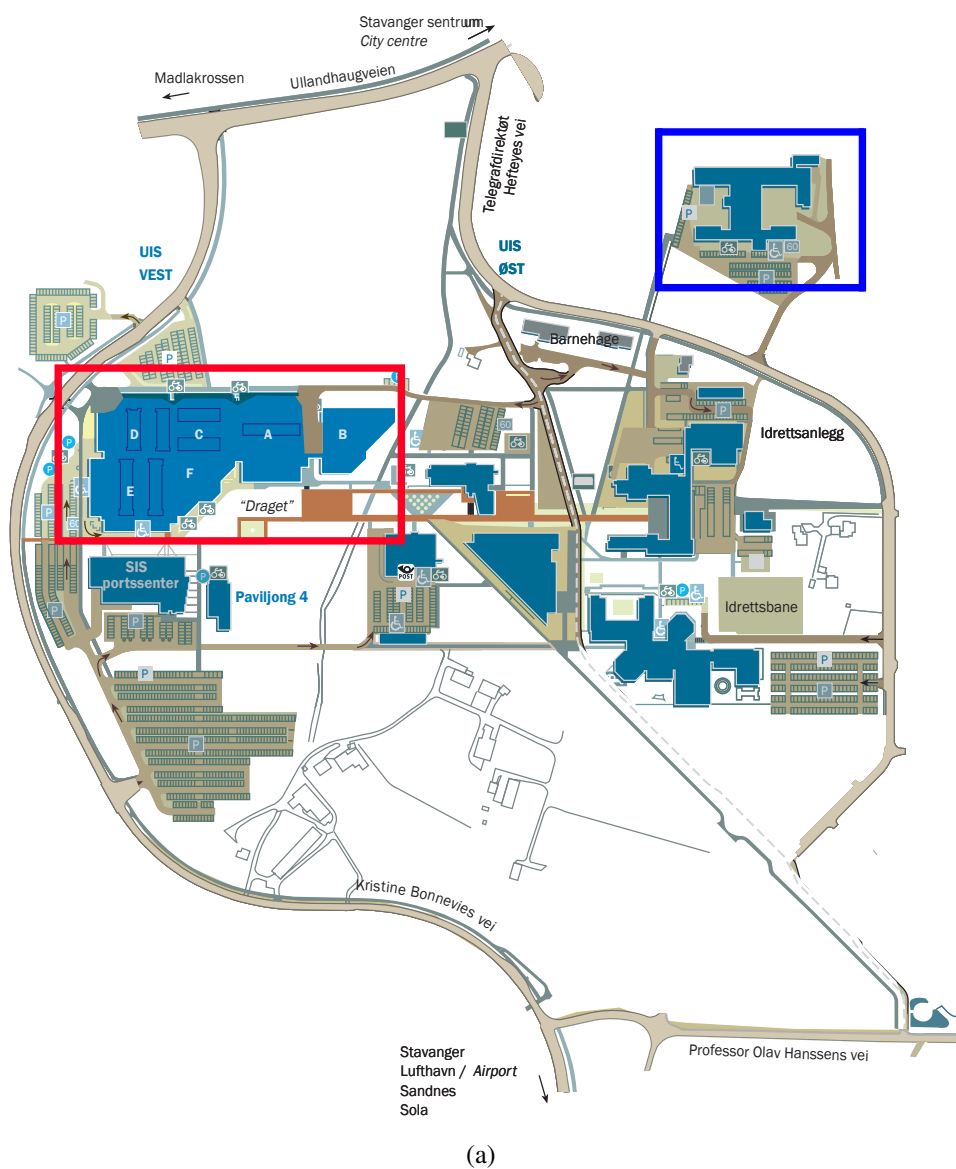 Stavanger sentrum
City centre
Madlakrossen
Ullandhaugveien
Telegrafdirektøt
Hefteyes vei
UIS
VEST
UIS
ØST
P
60
P
P
P
Barnehage
P
P
P
D
C
A
B
60
P
Idrettsanlegg
P
F
E
"Draget"
P
60
SIS
portssenter
P
Paviljong 4
POST
P
P
Idrettsbane
P
P
P
P
P
P
Kristine Bonnevies vei
Stavanger
Lufthavn / Airport
Sandnes
Sola
Professor Olav Hanssens vei
(a)